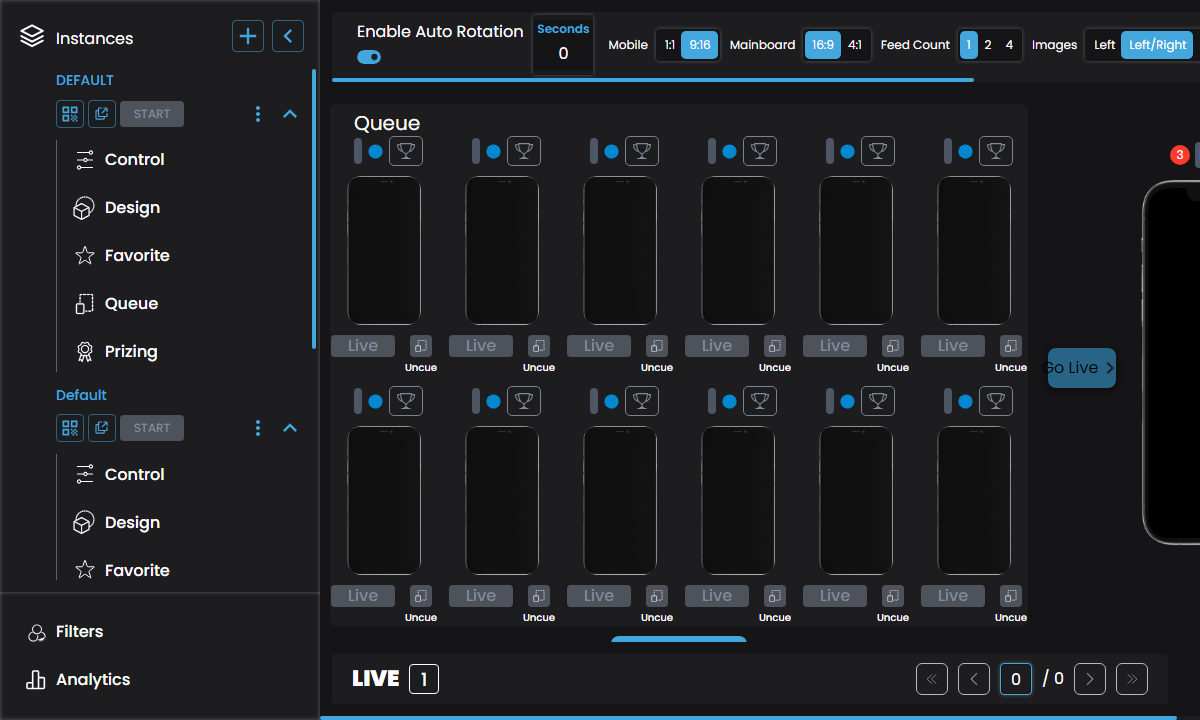 Instances
DEFAULT
START
Control
Design
Favorite
Queue
Prizing
Default
START
Control
Design
Favorite
Filters
Analytics
Enable Auto Rotation
Seconds
0
Mobile 1:1 9:16
Mainboard 16:9 4:1
Feed Count 1 2 4
Images Left Left/Right
Queue
Live Live Live Live Live Live
Uncue Uncue Uncue Uncue Uncue Uncue
Live Live Live Live Live Live
Uncue Uncue Uncue Uncue Uncue Uncue
3
Go Live
LIVE 1
0 / 0